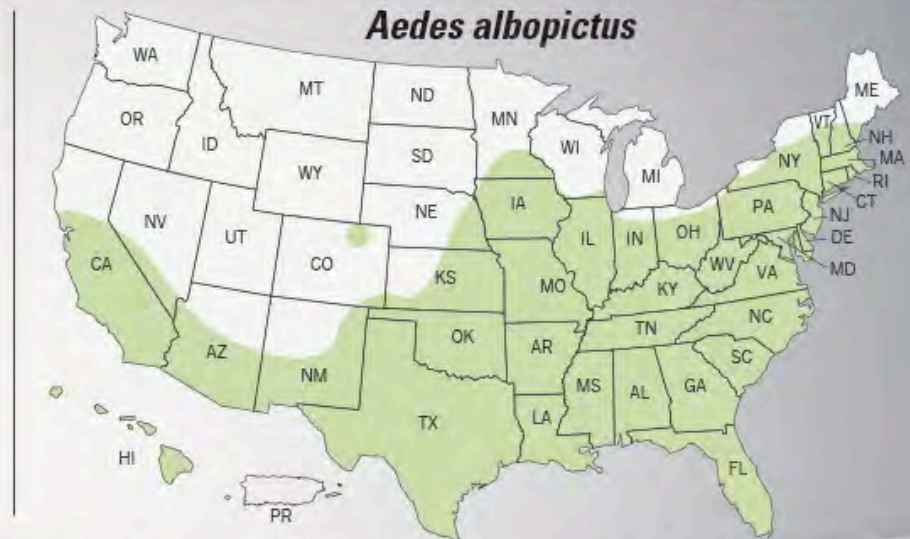 Aedes albopictus
WA
MT
ND
MN
ME
VT
NH
OR
ID
SD
WI
NY
MA
WY
MI
RI
CT
NE
IA
PA
NJ
NV
UT
IL
IN
OH
DE
CO
WV
MD
CA
KS
MO
VA
KY
NC
TN
AZ
OK
AR
SC
NM
MS
AL
GA
TX
LA
HI
FL
PR